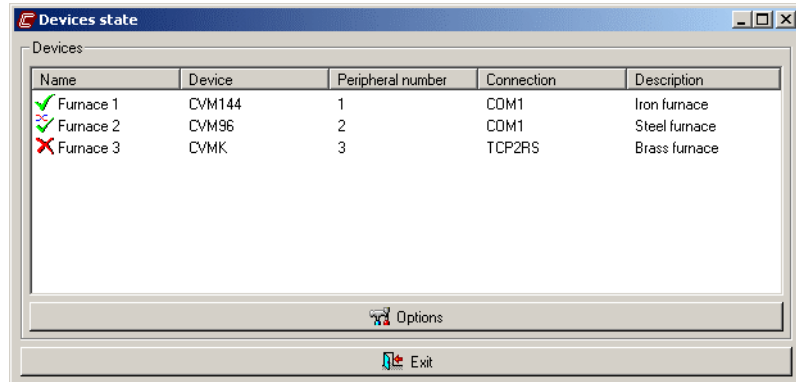 Devices state
Devices
Name Device Peripheral number Connection Description
Furnace 1 CVM144 1 COM1 Iron furnace
Furnace 2 CVM96 2 COM1 Steel furnace
Furnace 3 CVMK 3 TCP2RS Brass furnace
Options
Exit